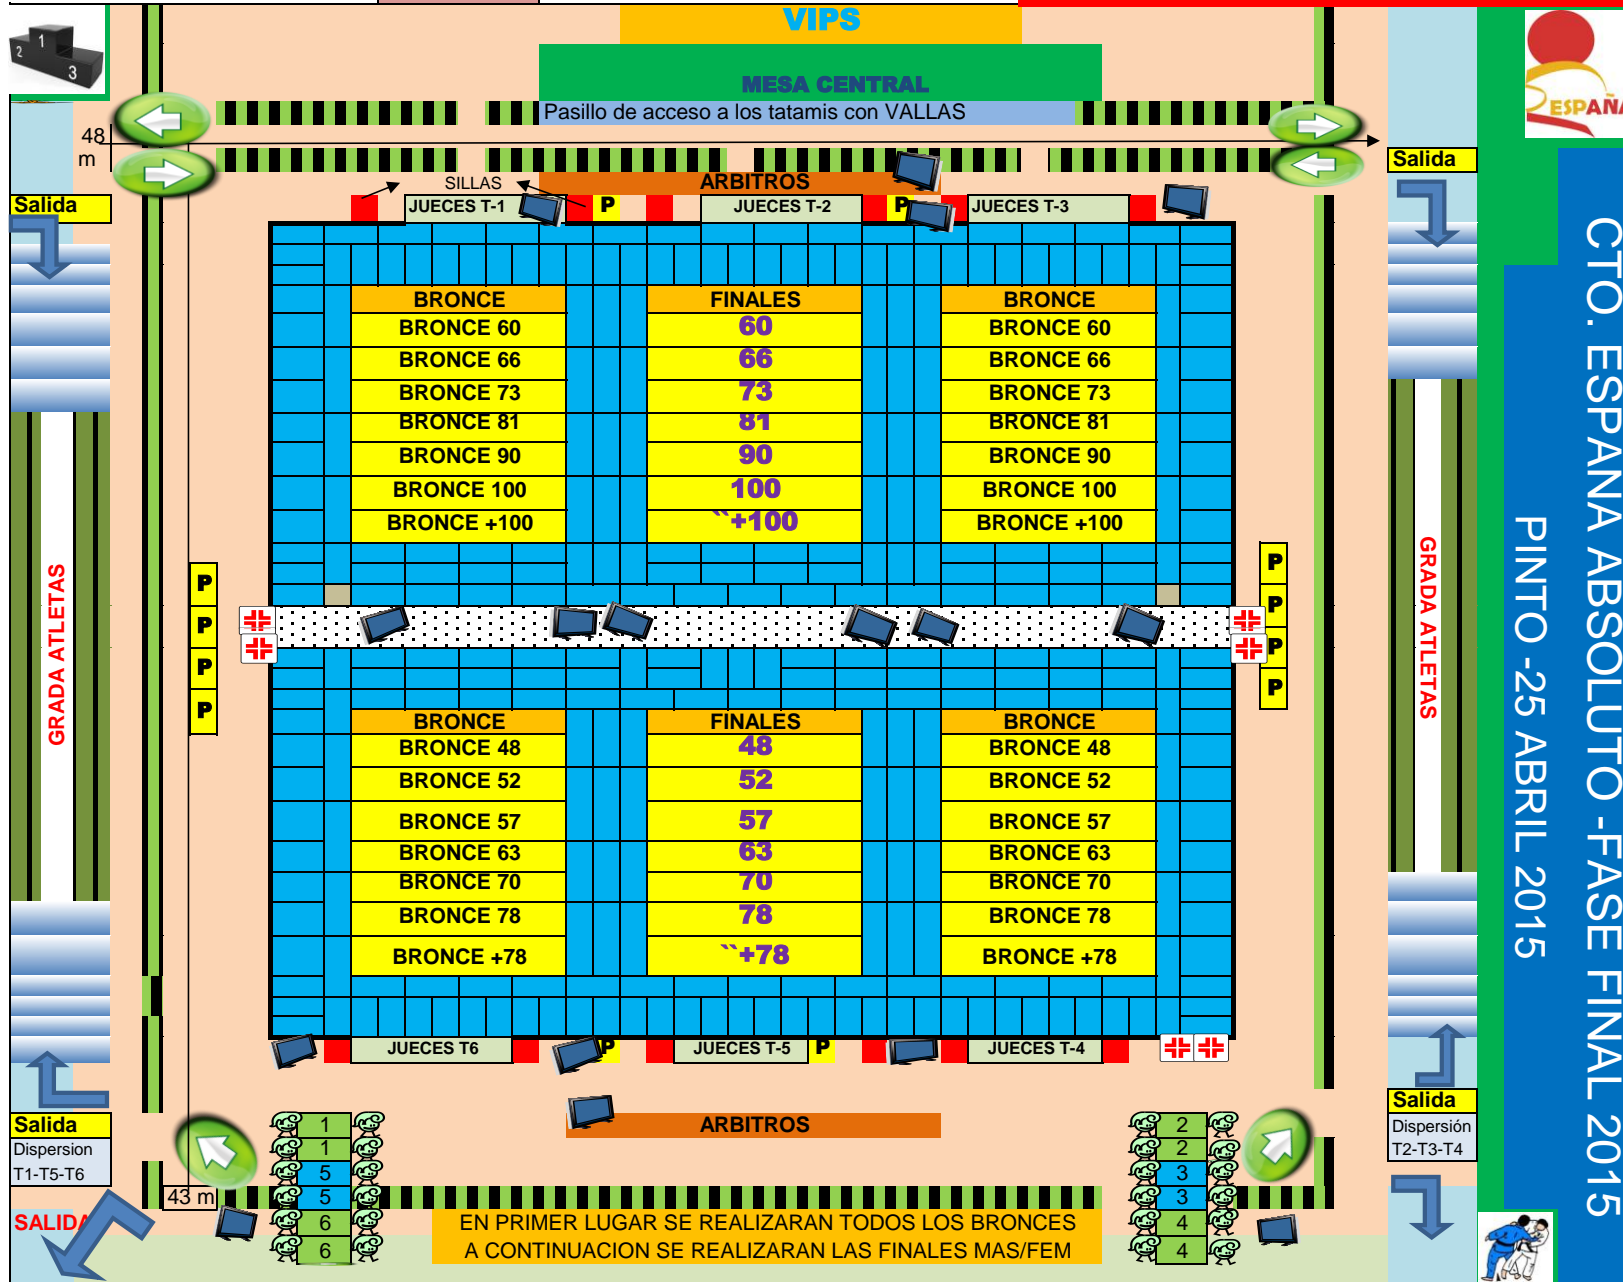 VIPS
1
2
3
ESPAÑA
MESA CENTRAL
Pasillo de acceso a los tatamis con VALLAS
48
m
Salida
SILLAS
ARBITROS
Salida
JUECES T-1
P
JUECES T-2
P
JUECES T-3
BRONCE
FINALES
BRONCE
BRONCE 60
60
BRONCE 60
BRONCE 66
66
BRONCE 66
BRONCE 73
73
BRONCE 73
BRONCE 81
81
BRONCE 81
BRONCE 90
90
BRONCE 90
BRONCE 100
100
BRONCE 100
BRONCE +100
``+100
BRONCE +100
GRADA ATLETAS
P
P
P
P
P
P
P
P
GRADA ATLETAS
BRONCE
FINALES
BRONCE
BRONCE 48
48
BRONCE 48
BRONCE 52
52
BRONCE 52
BRONCE 57
57
BRONCE 57
BRONCE 63
63
BRONCE 63
BRONCE 70
70
BRONCE 70
BRONCE 78
78
BRONCE 78
BRONCE +78
``+78
BRONCE +78
JUECES T6
P
JUECES T-5
P
JUECES T-4
Salida
Dispersion
T1-T5-T6
ARBITROS
Salida
Dispersión
T2-T3-T4
1
1
5
5
6
6
2
2
3
3
4
4
43 m
SALIDA
EN PRIMER LUGAR SE REALIZARAN TODOS LOS BRONCES
A CONTINUACION SE REALIZARAN LAS FINALES MAS/FEM
CTO. ESPANA ABSOLUTO -FASE FINAL 2015
PINTO -25 ABRIL 2015